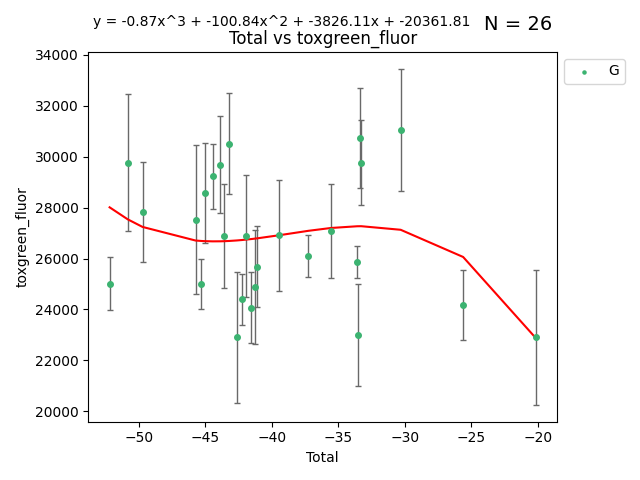 y = -0.87x^3 + -100.84x^2 + -3826.11x + -20361.81 N = 26
Total vs toxgreen_fluor
G
34000
32000
30000
28000
26000
24000
22000
20000
toxgreen_fluor
−50 −45 −40 −35 −30 −25 −20
Total